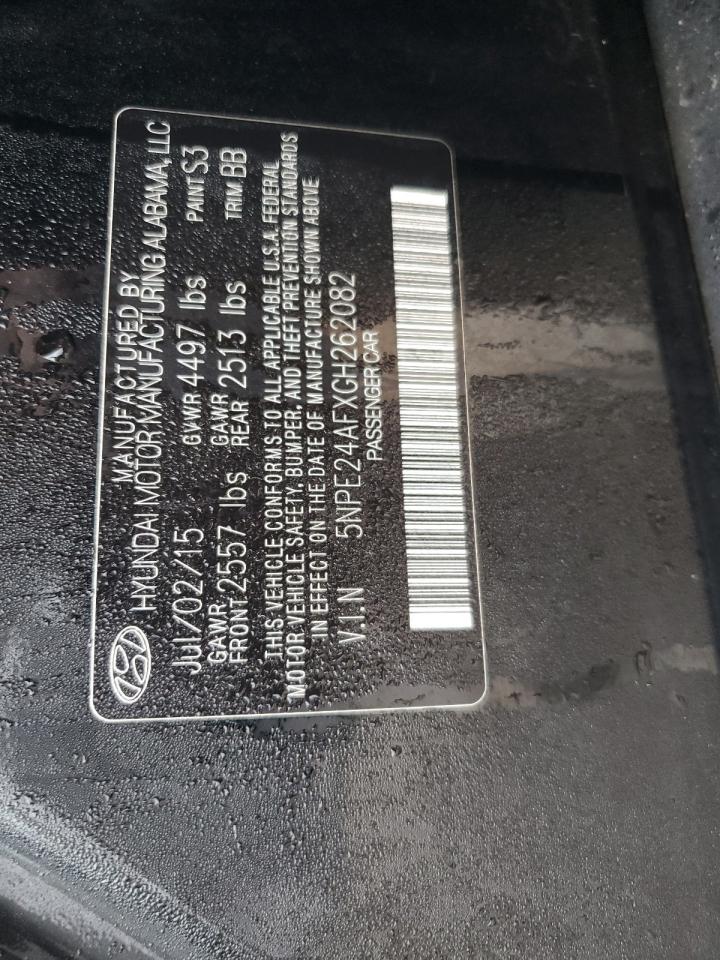 MANUFACTURED BY
HYUNDAI MOTOR MANUFACTURING ALABAMA, LLC
Jul/02/15 GVWR 4497 lbs PAINT S3
GAWR FRONT 2557 lbs GAWR REAR 2513 lbs TRIM BB
THIS VEHICLE CONFORMS TO ALL APPLICABLE U.S.A. FEDERAL
MOTOR VEHICLE SAFETY, BUMPER, AND THEFT PREVENTION STANDARDS
IN EFFECT ON THE DATE OF MANUFACTURE SHOWN ABOVE
V.I.N 5NPE24AFXGH262082
PASSENGER CAR